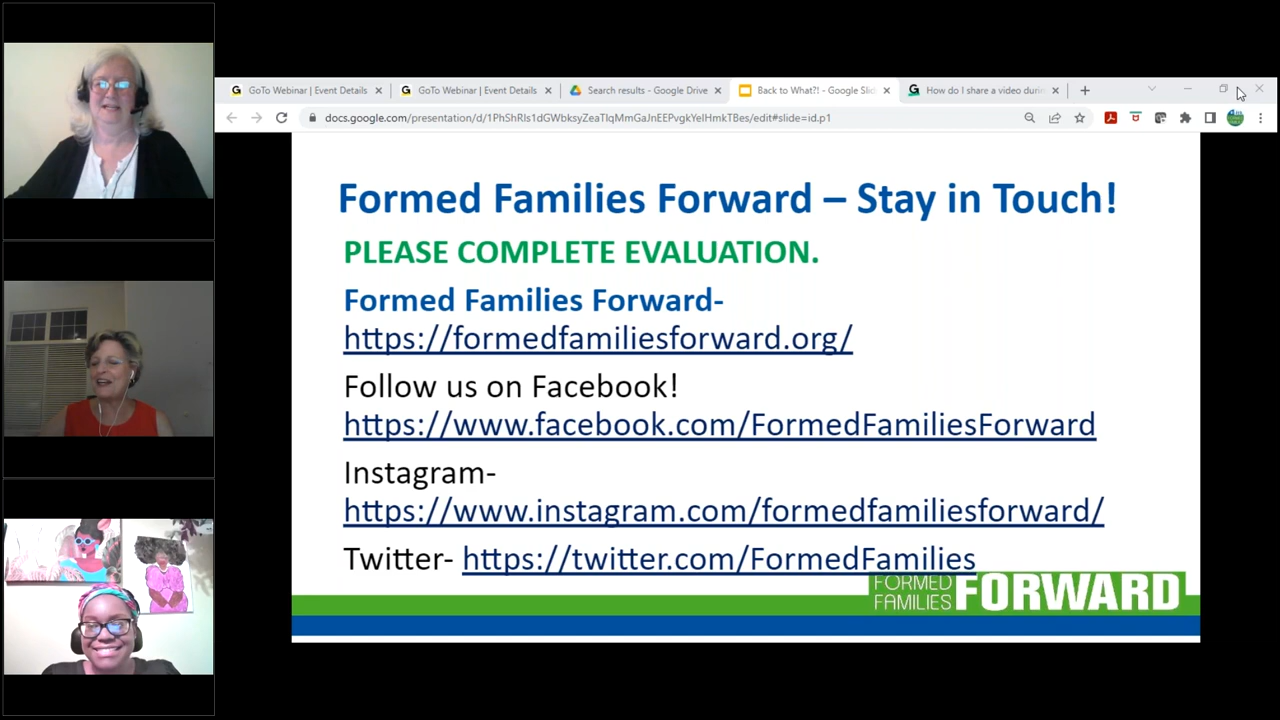 GoTo Webinar | Event Details
GoTo Webinar | Event Details
Search results - Google Drive
Back to What?! - Google Slid
How do I share a video durin
docs.google.com/presentation/d/1PhShRls1dGWbksyZeaTlqMmGaJnEEPvgkYelHmkTBes/edit#slide=id.p1
Formed Families Forward – Stay in Touch!
PLEASE COMPLETE EVALUATION.
Formed Families Forward-
https://formedfamiliesforward.org/
Follow us on Facebook!
https://www.facebook.com/FormedFamiliesForward
Instagram-
https://www.instagram.com/formedfamiliesforward/
Twitter- https://twitter.com/FormedFamilies
FORMED
FAMILIES FORWARD